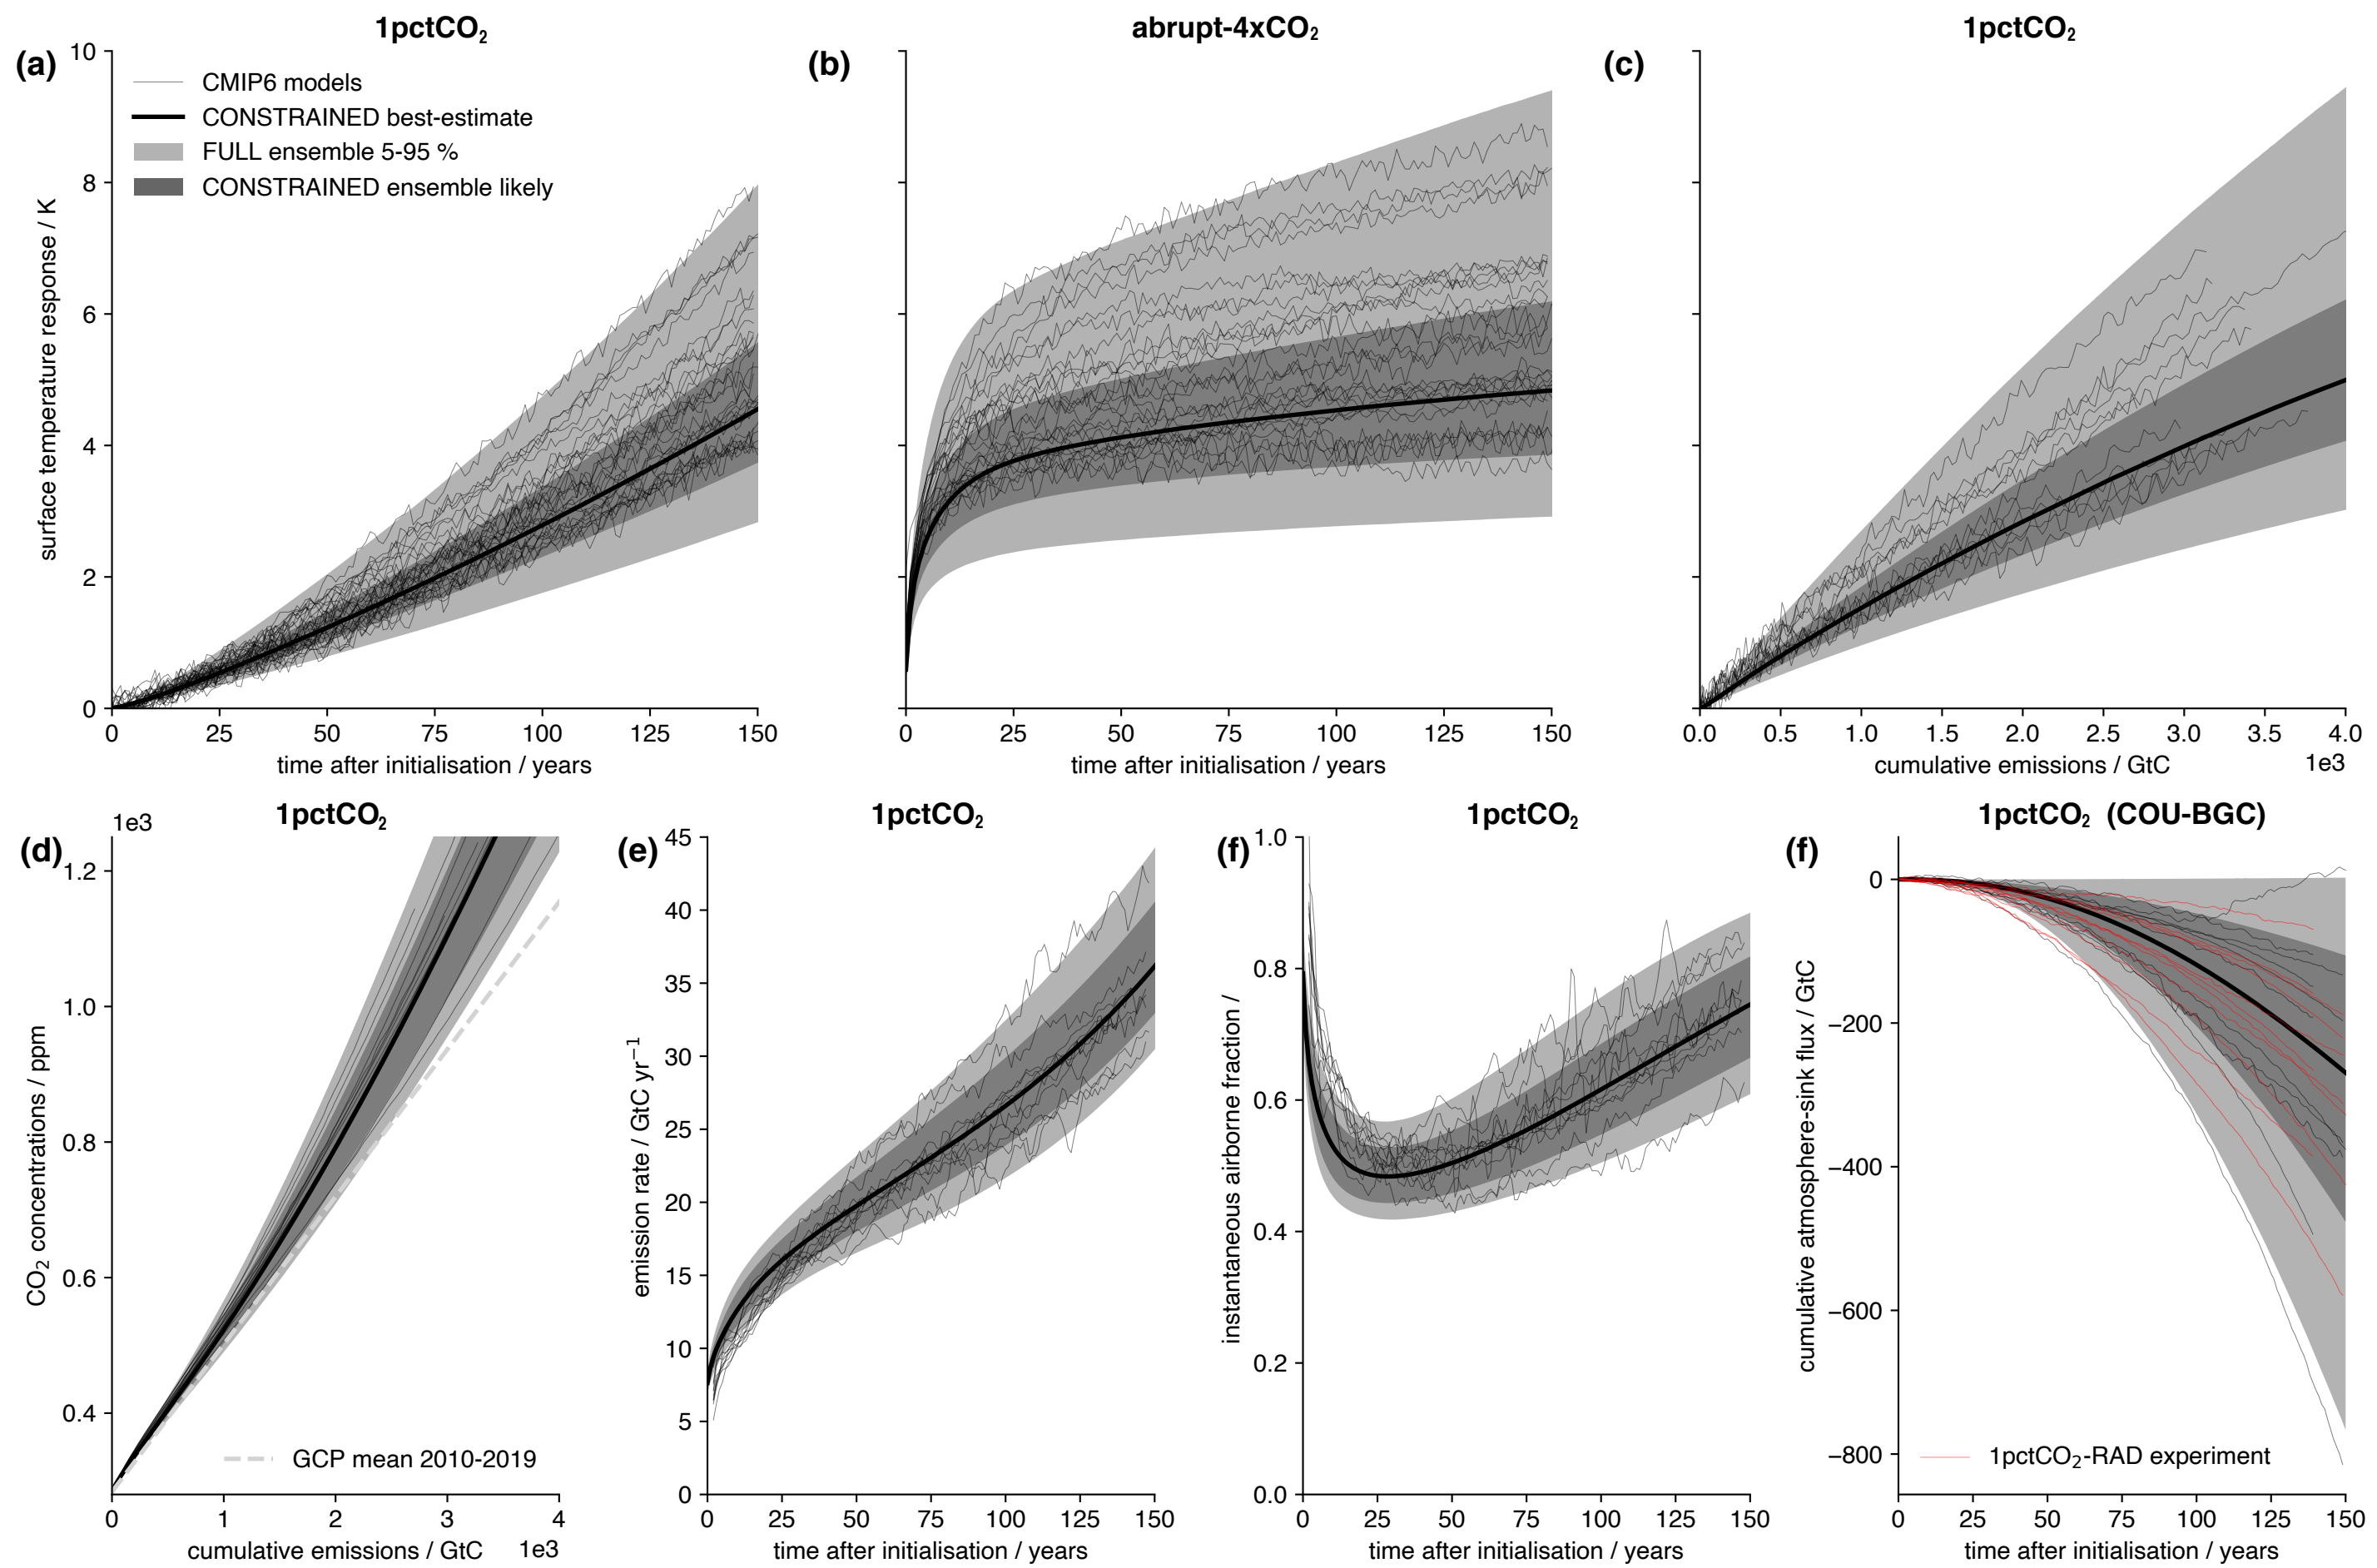 1pctCO₂
abrupt-4xCO₂
1pctCO₂
(a)
(b)
(c)
CMIP6 models
CONSTRAINED best-estimate
FULL ensemble 5-95 %
CONSTRAINED ensemble likely
surface temperature response / K
10
8
6
4
2
0
0 25 50 75 100 125 150
time after initialisation / years
0 25 50 75 100 125 150
time after initialisation / years
0.0 0.5 1.0 1.5 2.0 2.5 3.0 3.5 4.0
cumulative emissions / GtC 1e3
1pctCO₂
1pctCO₂
1pctCO₂
1pctCO₂ (COU-BGC)
(d)
1e3
CO₂ concentrations / ppm
1.2
1.0
0.8
0.6
0.4
GCP mean 2010-2019
0 1 2 3 4
cumulative emissions / GtC 1e3
(e)
emission rate / GtC yr⁻¹
45
40
35
30
25
20
15
10
5
0
0 25 50 75 100 125 150
time after initialisation / years
(f)
instantaneous airborne fraction /
1.0
0.8
0.6
0.4
0.2
0.0
0 25 50 75 100 125 150
time after initialisation / years
(f)
cumulative atmosphere-sink flux / GtC
0
−200
−400
−600
−800
1pctCO₂-RAD experiment
0 25 50 75 100 125 150
time after initialisation / years